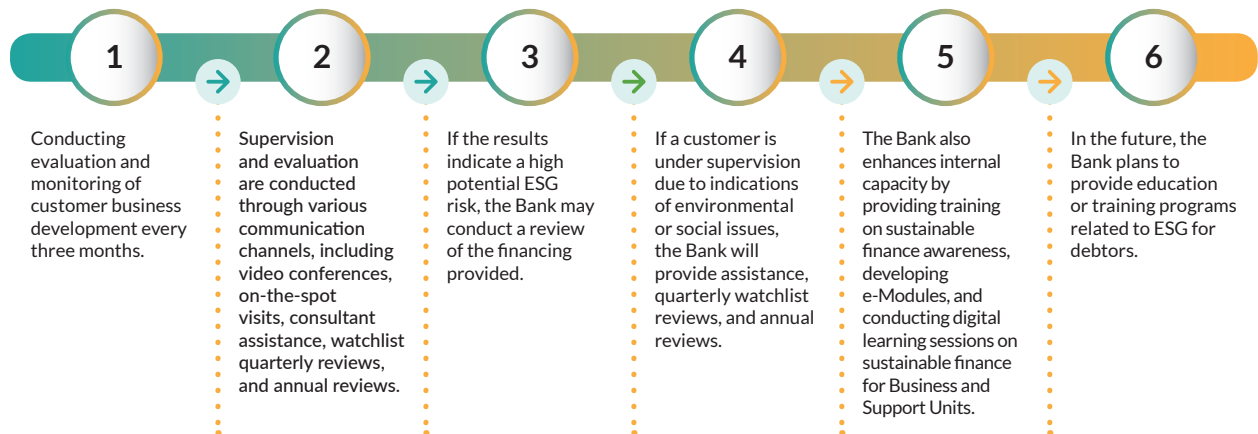 1
Conducting
evaluation and
monitoring of
customer business
development every
three months.
2
Supervision
and evaluation
are conducted
through various
communication
channels, including
video conferences,
on-the-spot
visits, consultant
assistance, watchlist
quarterly reviews,
and annual reviews.
3
If the results
indicate a high
potential ESG
risk, the Bank may
conduct a review
of the financing
provided.
4
If a customer is
under supervision
due to indications
of environmental
or social issues,
the Bank will
provide assistance,
quarterly watchlist
reviews, and annual
reviews.
5
The Bank also
enhances internal
capacity by
providing training
on sustainable
finance awareness,
developing
e-Modules, and
conducting digital
learning sessions on
sustainable finance
for Business and
Support Units.
6
In the future, the
Bank plans to
provide education
or training programs
related to ESG for
debtors.